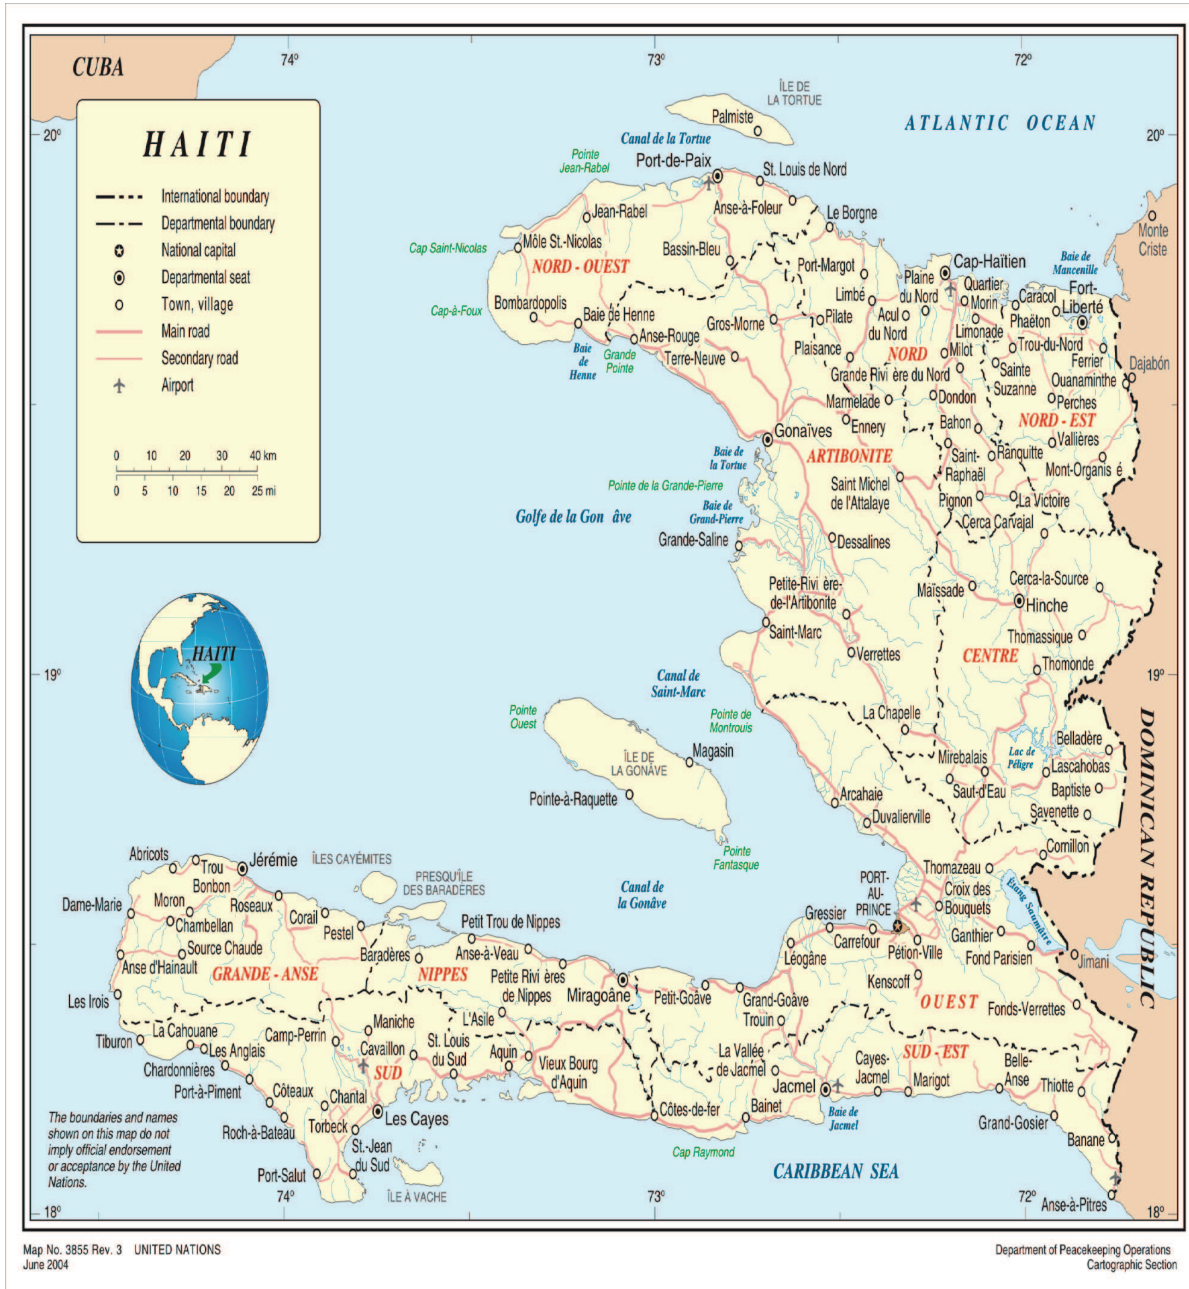 74°
73°
72°
CUBA
20°
20°
HAITI
International boundary
Departmental boundary
National capital
Departmental seat
Town, village
Main road
Secondary road
Airport
0 10 20 30 40 km
0 5 10 15 20 25 mi
ÎLE DE
LA TORTUE
Palmiste
ATLANTIC OCEAN
Canal de la Tortue
Pointe
Jean-Rabel
Port-de-Paix
St. Louis de Nord
Jean-Rabel
Anse-à-Foleur
Le Borgne
Monte
Criste
Cap Saint-Nicolas
Môle St.-Nicolas
NORD - OUEST
Bassin-Bleu
Port-Margot
Cap-Haïtien
Baie de
Mancenille
Plaine
du Nord
Quartier
Morin
Caracol
Fort-
Liberté
Cap-à-Foux
Bombardopolis
Baie de Henne
Limbé
Acul
du Nord
Limonade
Phaëton
Anse-Rouge
Gros-Morne
Pilate
Baie
de
Henne
Grande
Pointe
Terre-Neuve
Plaisance
NORD
Milot
Trou-du-Nord
Ferrier
Dajabón
Grande Rivi ère du Nord
Sainte
Suzanne
Ouanaminthe
Marmelade
Dondon
Perches
Ennery
Bahon
NORD - EST
Gonaïves
ARTIBONITE
Vallières
Baie de
la Tortue
Saint-
Raphaël
Ranquitte
Mont-Organis é
Pointe de la Grande-Pierre
Saint Michel
de l'Attalaye
Pignon
La Victoire
Golfe de la Gon âve
Baie de
Grand-Pierre
Cerca Carvajal
Grande-Saline
Dessalines
Petite-Rivi ère-
de-l'Artibonite
Maïssade
Cerca-la-Source
Hinche
Saint-Marc
Thomassique
Verrettes
CENTRE
Thomonde
HAITI
19°
19°
Canal de
Saint-Marc
Pointe
Ouest
Pointe de
Montrouis
La Chapelle
DOMINICAN REPUBLIC
Belladère
Magasin
ÎLE DE
LA GONÂVE
Mirebalais
Lac de
Péligre
Lascahobas
Pointe-à-Raquette
Saut-d'Eau
Baptiste
Arcahaie
Savenette
Duvalierville
Pointe
Fantasque
Cornillon
Abricots
Trou
Bonbon
Jérémie
ÎLES CAYÉMITES
Thomazeau
PRESQU'ÎLE
DES BARADERES
Canal de
la Gonâve
PORT-
AU-
PRINCE
Croix des
Bouquets
Étang Saumâtre
Dame-Marie
Moron
Roseaux
Corail
Petit Trou de Nippes
Gressier
Chambellan
Pestel
Carrefour
Ganthier
Source Chaude
Baradères
Anse-à-Veau
Léogâne
Pétion-Ville
Fond Parisien
Jimani
Anse d'Hainault
GRANDE - ANSE
NIPPES
Petite Rivi ères
de Nippes
Miragoâne
Kenscoff
Les Irois
Petit-Goâve
Grand-Goâve
OUEST
Fonds-Verrettes
L'Asile
Trouin
La Cahouane
Camp-Perrin
Maniche
Tiburon
Les Anglais
Cavaillon
St. Louis
du Sud
Aquin
Vieux Bourg
d'Aquin
La Vallée
de Jacmel
SUD - EST
Chardonnières
SUD
Cayes-
Jacmel
Belle-
Anse
Port-à-Piment
Côteaux
Chantal
Jacmel
Marigot
Thiotte
Les Cayes
Côtes-de-fer
Bainet
Baie de
Jacmel
Grand-Gosier
Roch-à-Bateau
Torbeck
Banane
St.-Jean
du Sud
Cap Raymond
Port-Salut
ÎLE À VACHE
CARIBBEAN SEA
Anse-à-Pitres
The boundaries and names
shown on this map do not
imply official endorsement
or acceptance by the United
Nations.
18°
74°
73°
72°
18°
Map No. 3855 Rev. 3 UNITED NATIONS
June 2004
Department of Peacekeeping Operations
Cartographic Section